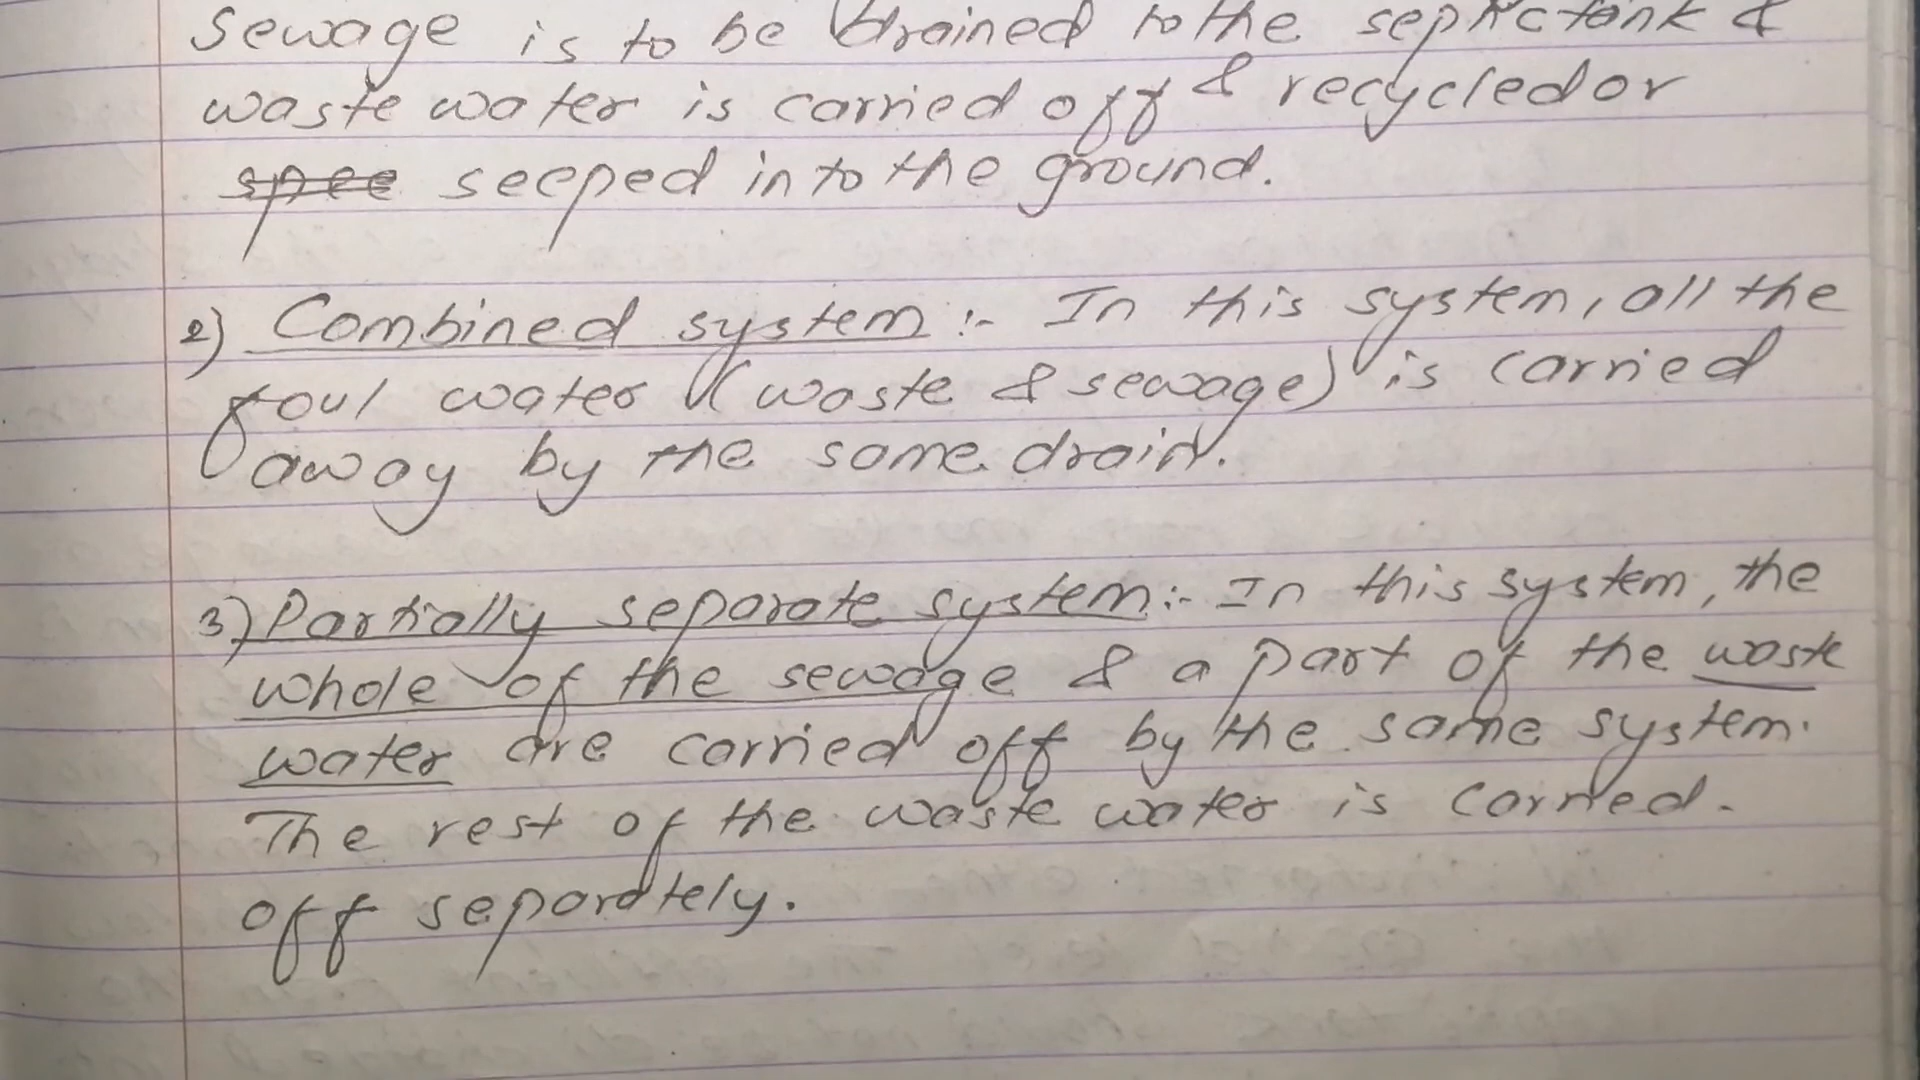 sewage is to be drained to the septic tank &
waste water is carried off & recycled or
spee seeped into the ground.
2) Combined system :- In this system, all the
foul water (waste & sewage) is carried
away by the same drain.
3) Partially separate system :- In this system, the
whole of the sewage & a part of the waste
water are carried off by the same system.
The rest of the waste water is carried.
off separately.